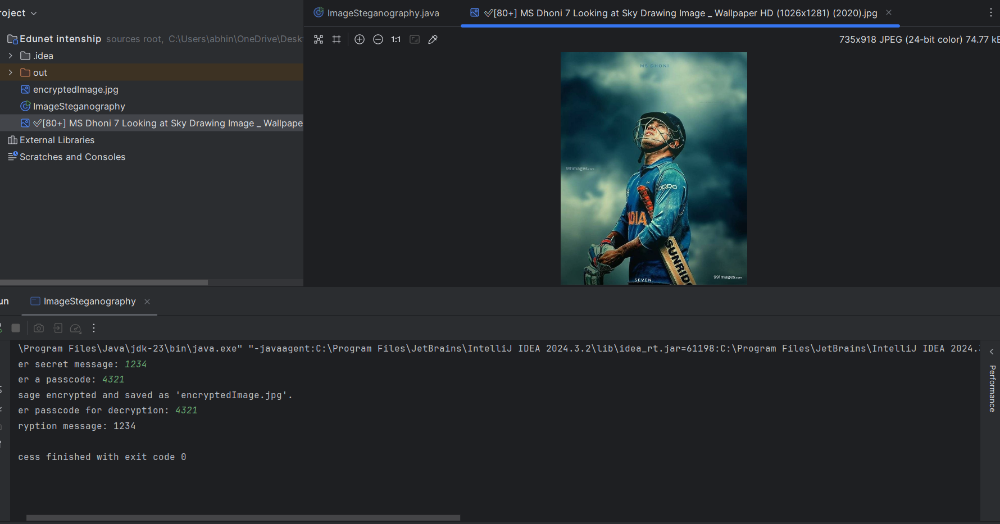 roject
Edunet intenship sources root, C:\Users\abhin\OneDrive\Desk
.idea
out
encryptedImage.jpg
ImageSteganography
✓[80+] MS Dhoni 7 Looking at Sky Drawing Image _ Wallpape
External Libraries
Scratches and Consoles
ImageSteganography.java
✓[80+] MS Dhoni 7 Looking at Sky Drawing Image _ Wallpaper HD (1026x1281) (2020).jpg
1:1
735x918 JPEG (24-bit color) 74.77 kB
MS DHONI
99images.com
oppo
DIA
SUNRIDG
SEVEN.
99images.com
un
ImageSteganography
\Program Files\Java\jdk-23\bin\java.exe" "-javaagent:C:\Program Files\JetBrains\IntelliJ IDEA 2024.3.2\lib\idea_rt.jar=61198:C:\Program Files\JetBrains\IntelliJ IDEA 2024.
er secret message: 1234
er a passcode: 4321
sage encrypted and saved as 'encryptedImage.jpg'.
er passcode for decryption: 4321
ryption message: 1234
cess finished with exit code 0
Performance